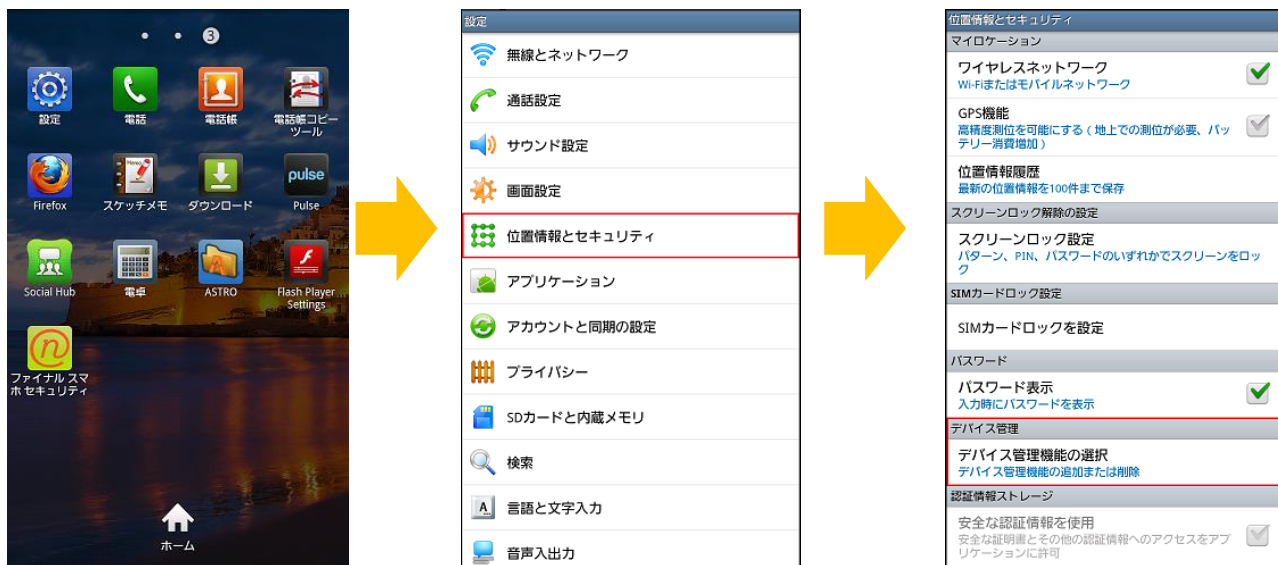 3
設定
電話
電話帳
電話帳コピー
ツール
Memo
pulse
Firefox
スケッチメモ
ダウンロード
Pulse
Social Hub
電卓
ASTRO
Flash Player
Settings
n
ファイナル スマ
ホ セキュリティ
ホーム
設定
無線とネットワーク
通話設定
サウンド設定
画面設定
位置情報とセキュリティ
アプリケーション
アカウントと同期の設定
プライバシー
SDカードと内蔵メモリ
検索
A
言語と文字入力
音声入出力
位置情報とセキュリティ
マイロケーション
ワイヤレスネットワーク
Wi-Fiまたはモバイルネットワーク
GPS機能
高精度測位を可能にする（地上での測位が必要、バッ
テリー消費増加）
位置情報履歴
最新の位置情報を100件まで保存
スクリーンロック解除の設定
スクリーンロック設定
パターン、PIN、パスワードのいずれかでスクリーンをロッ
ク
SIMカードロック設定
SIMカードロックを設定
パスワード
パスワード表示
入力時にパスワードを表示
デバイス管理
デバイス管理機能の選択
デバイス管理機能の追加または削除
認証情報ストレージ
安全な認証情報を使用
安全な証明書とその他の認証情報へのアクセスをアプ
リケーションに許可